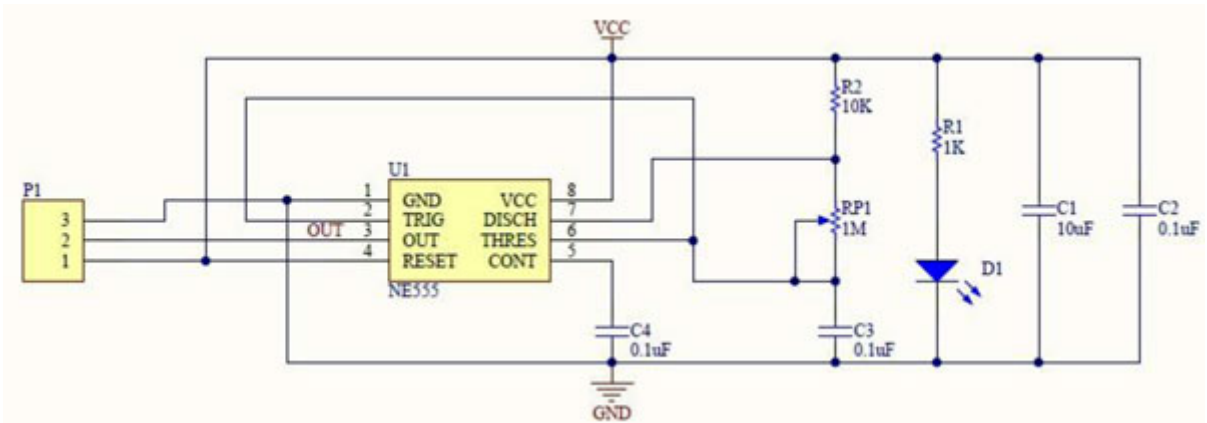 VCC
R2
10K
R1
1K
U1
P1
1 GND VCC 8
3 2 TRIG DISCH 7
RP1
1M
C1
10uF
C2
0.1uF
2 OUT 3 OUT THRES 6
1 4 RESET CONT 5
NE555
D1
C4
0.1uF
C3
0.1uF
GND